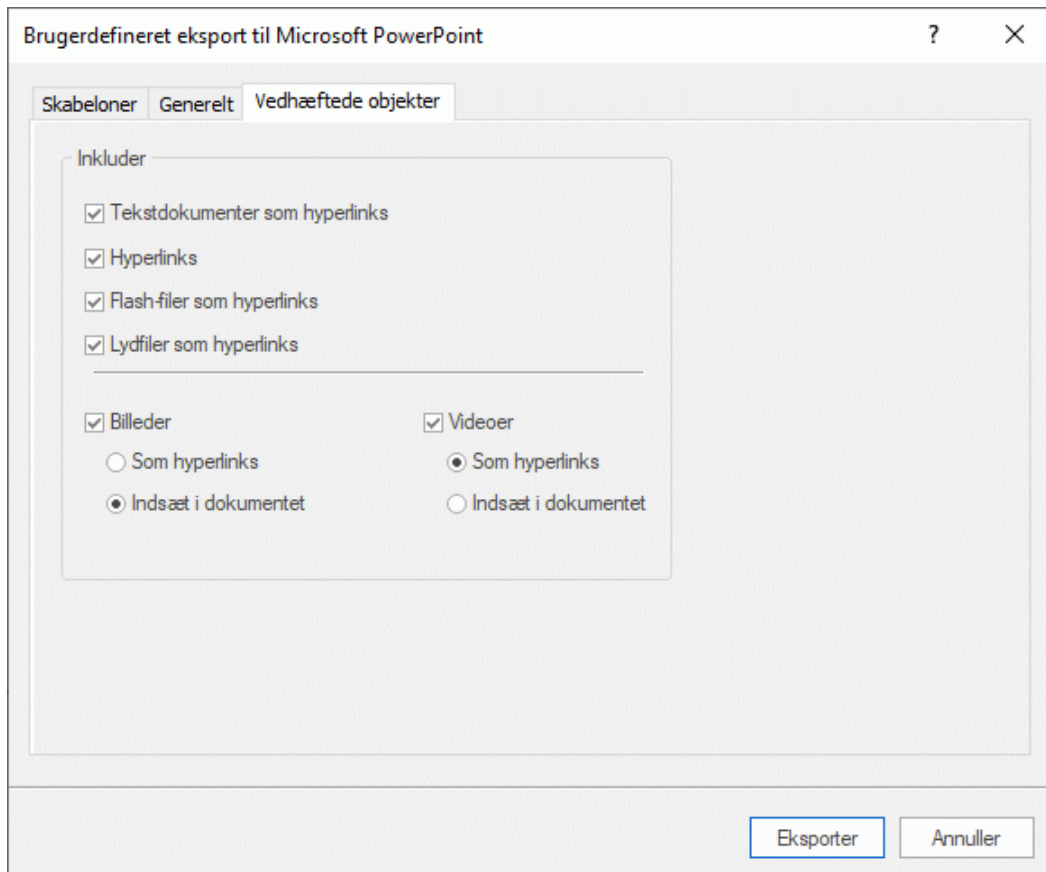 Brugerdefineret eksport til Microsoft PowerPoint ?
Skabeloner Generelt Vedhæftede objekter
Inkluder
Tekstdokumenter som hyperlinks
Hyperlinks
Flash-filer som hyperlinks
Lydfiler som hyperlinks
Billeder Videoer
Som hyperlinks Som hyperlinks
Indsæt i dokumentet Indsæt i dokumentet
Eksporter Annuller